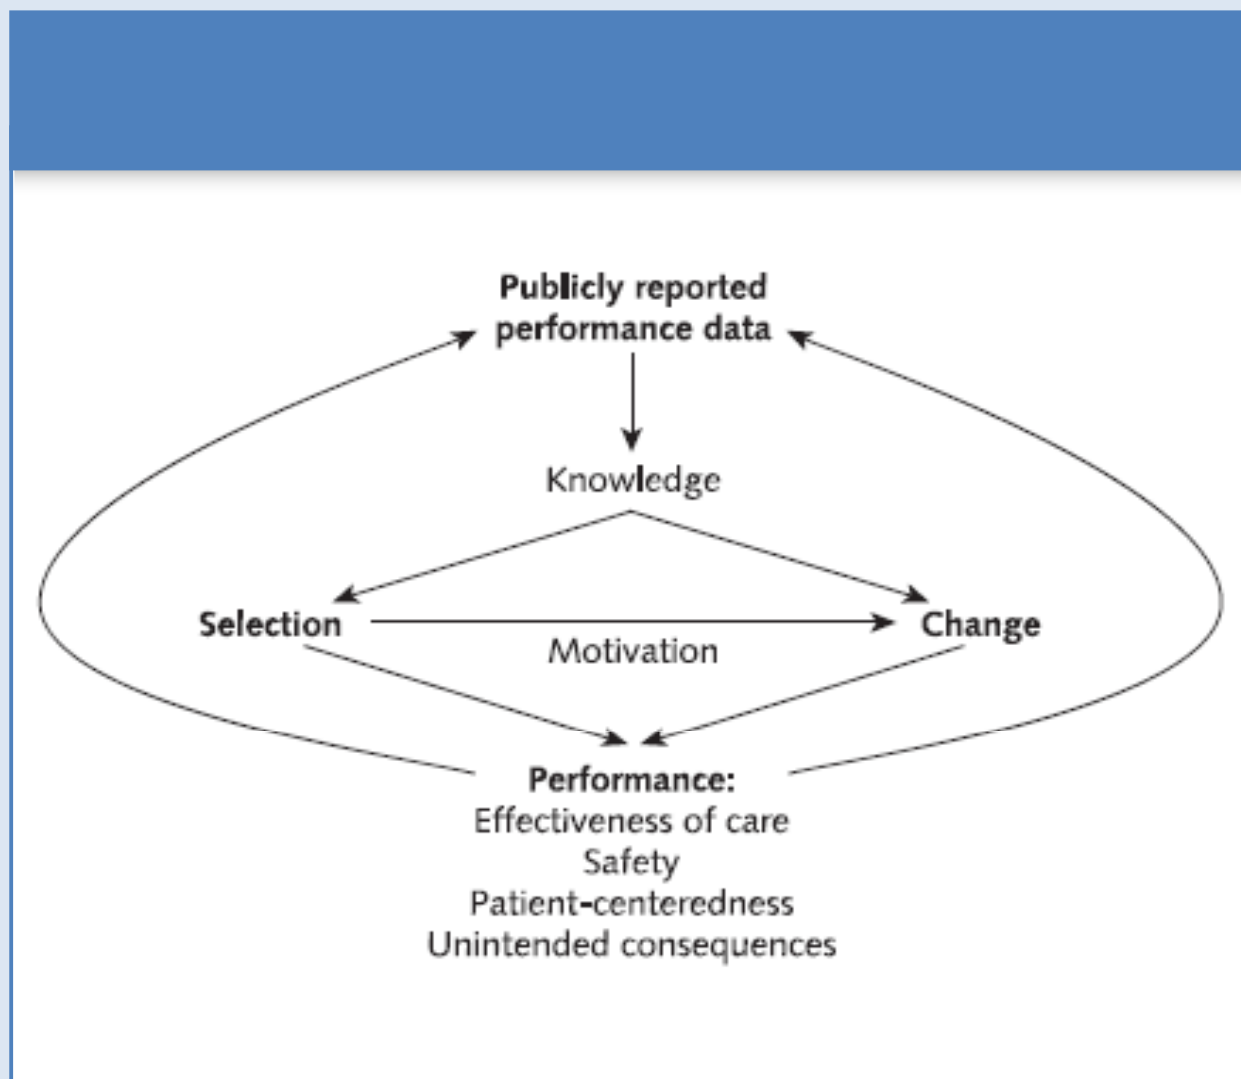 Publicly reported
performance data
Knowledge
Selection
Change
Motivation
Performance:
Effectiveness of care
Safety
Patient-centeredness
Unintended consequences